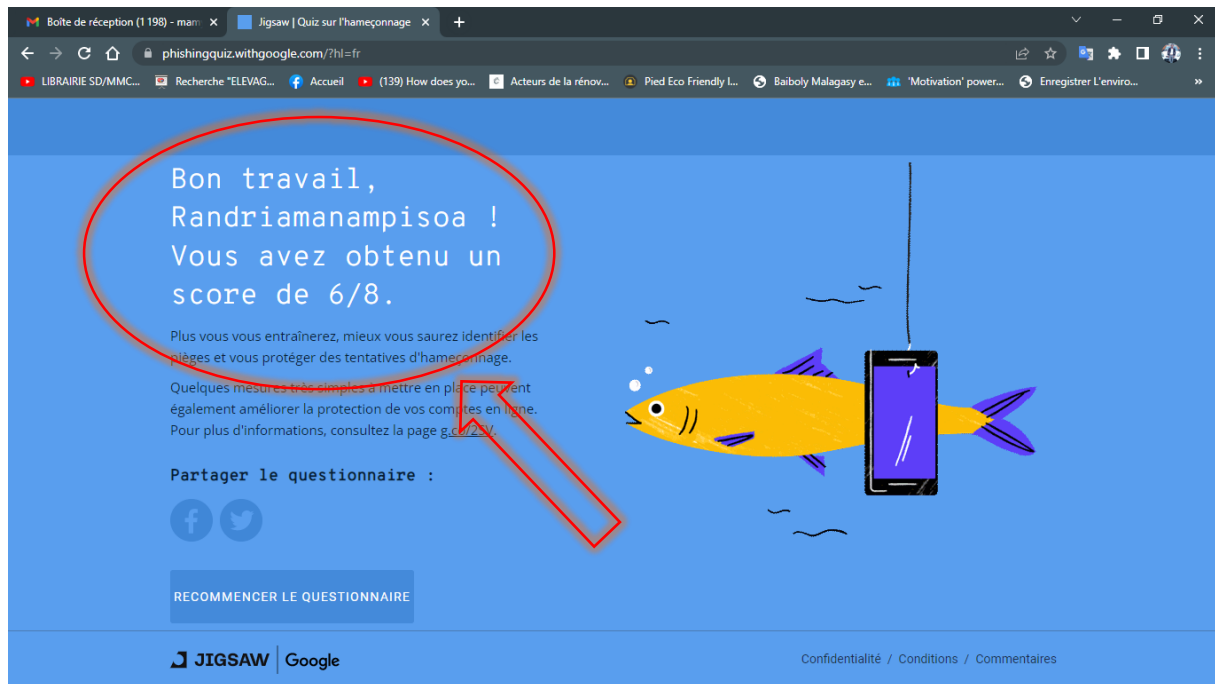 Boîte de réception (1 198) - mam
Jigsaw | Quiz sur l'hameçonnage
phishingquiz.withgoogle.com/?hl=fr
LIBRAIRIE SD/MMC...
Recherche "ELEVAG...
Accueil
(139) How does yo...
Acteurs de la rénov...
Pied Eco Friendly I...
Baiboly Malagasy e...
'Motivation' power...
Enregistrer L'enviro...
Bon travail,
Randriamanampisoa !
Vous avez obtenu un
score de 6/8.
Plus vous vous entraînerez, mieux vous saurez identifier les
pièges et vous protéger des tentatives d'hameçonnage.
Quelques mesures très simples à mettre en place peuvent
également améliorer la protection de vos comptes en ligne.
Pour plus d'informations, consultez la page g.co/2SV.
Partager le questionnaire :
RECOMMENCER LE QUESTIONNAIRE
JIGSAW Google
Confidentialité / Conditions / Commentaires